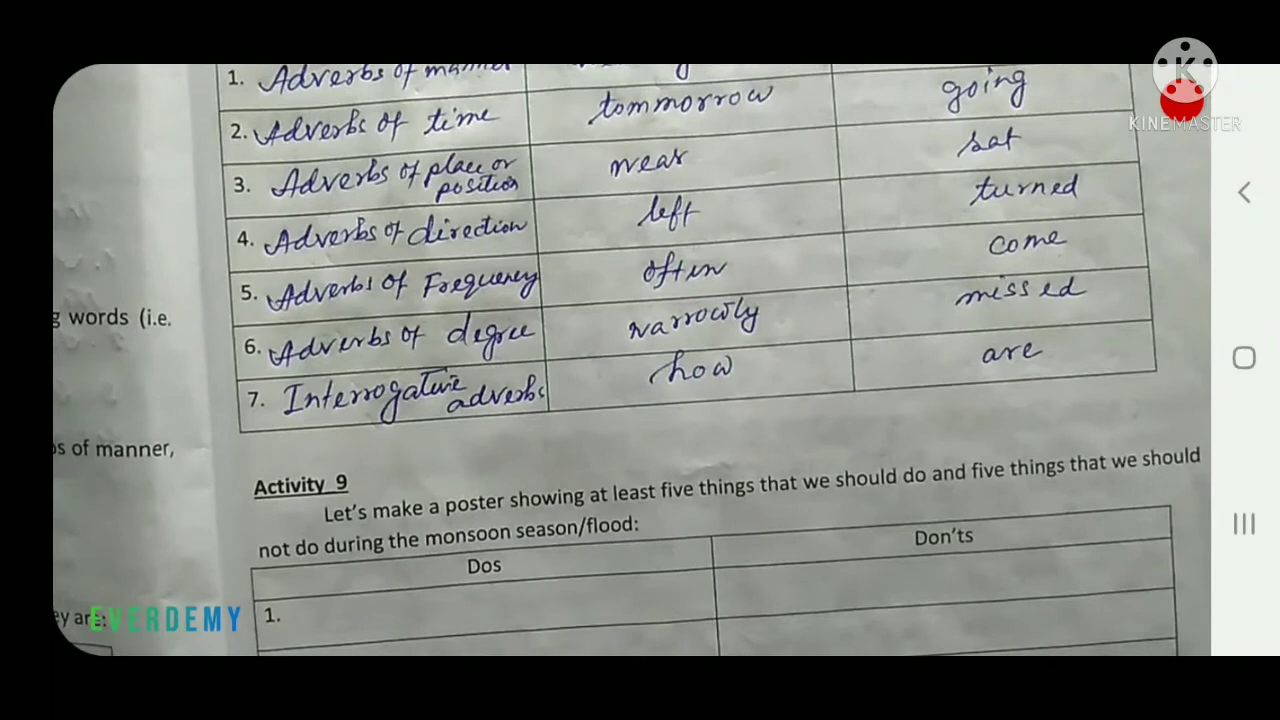 1. Adverbs of manner
2. Adverbs of time tommorrow going
3. Adverbs of place or position near sat
4. Adverbs of direction left turned
5. Adverbs of Frequency often come
6. Adverbs of degree narrowly missed
7. Interrogative adverbs how are
g words (i.e.
s of manner,
ey are:
Activity 9
Let's make a poster showing at least five things that we should do and five things that we should
not do during the monsoon season/flood:
Dos Don'ts
1.
EVERDEMY
K
KINEMASTER